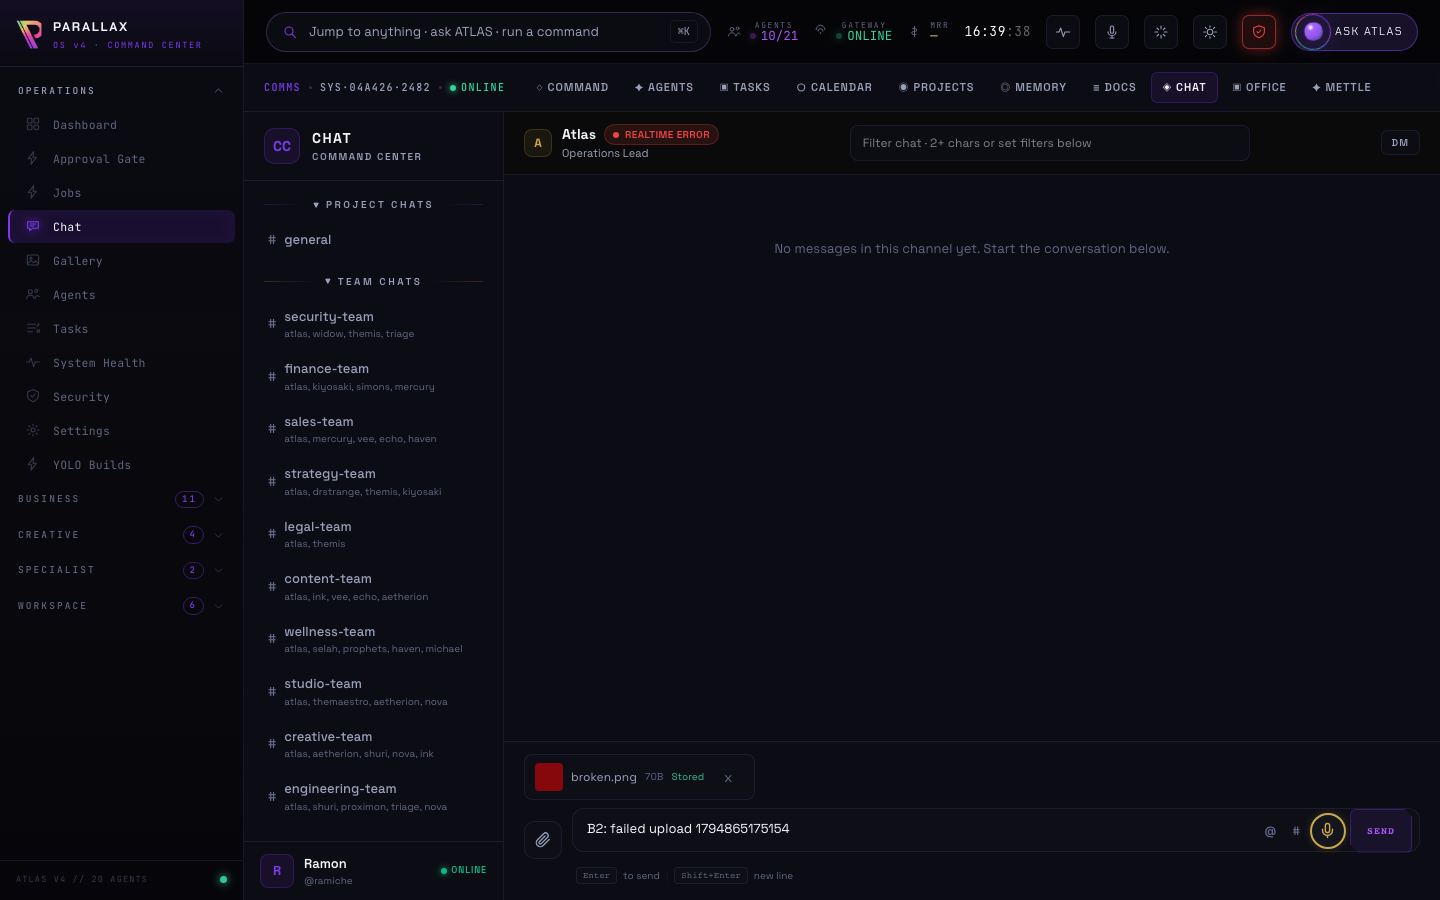 PARALLAX
OS v4 · COMMAND CENTER
Jump to anything · ask ATLAS · run a command
⌘K
AGENTS
10/21
GATEWAY
ONLINE
MRR
—
16:39:38
ASK ATLAS
COMMS · SYS·04A426·2482 · ONLINE
COMMAND
AGENTS
TASKS
CALENDAR
PROJECTS
MEMORY
DOCS
CHAT
OFFICE
METTLE
OPERATIONS
Dashboard
Approval Gate
Jobs
Chat
Gallery
Agents
Tasks
System Health
Security
Settings
YOLO Builds
BUSINESS 11
CREATIVE 4
SPECIALIST 2
WORKSPACE 6
ATLAS V4 // 20 AGENTS
CC
CHAT
COMMAND CENTER
▾ PROJECT CHATS
# general
▾ TEAM CHATS
# security-team
atlas, widow, themis, triage
# finance-team
atlas, kiyosaki, simons, mercury
# sales-team
atlas, mercury, vee, echo, haven
# strategy-team
atlas, drstrange, themis, kiyosaki
# legal-team
atlas, themis
# content-team
atlas, ink, vee, echo, aetherion
# wellness-team
atlas, selah, prophets, haven, michael
# studio-team
atlas, themaestro, aetherion, nova
# creative-team
atlas, aetherion, shuri, nova, ink
# engineering-team
atlas, shuri, proximon, triage, nova
R
Ramon
@ramiche
ONLINE
A
Atlas
REALTIME ERROR
Operations Lead
Filter chat · 2+ chars or set filters below
DM
No messages in this channel yet. Start the conversation below.
broken.png 70B Stored x
B2: failed upload 1794865175154
@ #
SEND
Enter to send | Shift+Enter new line